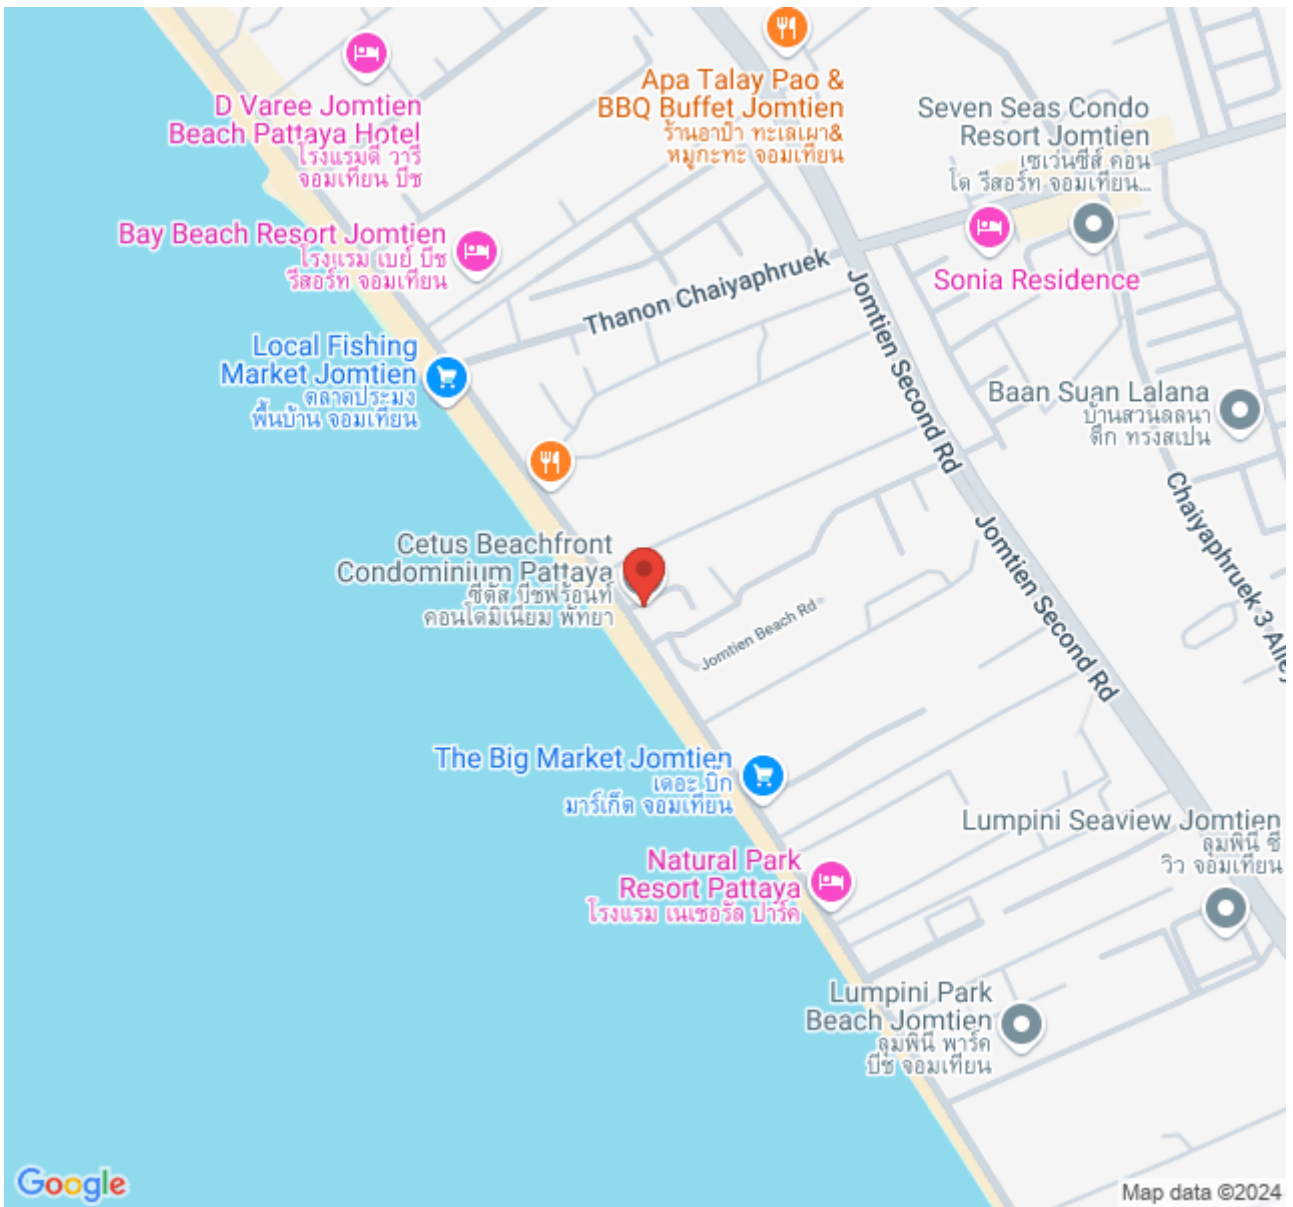 D Varee Jomtien
Beach Pattaya Hotel
โรงแรมดี วารี
จอมเทียน บีช
Apa Talay Pao &
BBQ Buffet Jomtien
ร้านอาป๋า ทะเลเผา&
หมูกะทะ จอมเทียน
Seven Seas Condo
Resort Jomtien
เซเว่นซีส์ คอน
โด รีสอร์ท จอมเทียน...
Bay Beach Resort Jomtien
โรงแรม เบย์ บีช
รีสอร์ท จอมเทียน
Thanon Chaiyaphruek
Sonia Residence
Local Fishing
Market Jomtien
ตลาดประมง
พื้นบ้าน จอมเทียน
Jomtien Second Rd
Baan Suan Lalana
บ้านสวนลลนา
ตึก ทรงสเปน
Chaiyaphruek 3 Alley
Cetus Beachfront
Condominium Pattaya
ซีตัส บีชฟร้อนท์
คอนโดมิเนียม พัทยา
Jomtien Second Rd
Jomtien Beach Rd
The Big Market Jomtien
เดอะ บิ๊ก
มาร์เก็ต จอมเทียน
Lumpini Seaview Jomtien
ลุมพินี ซี
วิว จอมเทียน
Natural Park
Resort Pattaya
โรงแรม เนเชอรัล ปาร์ค
Lumpini Park
Beach Jomtien
ลุมพินี พาร์ค
บีช จอมเทียน
Google
Map data ©2024